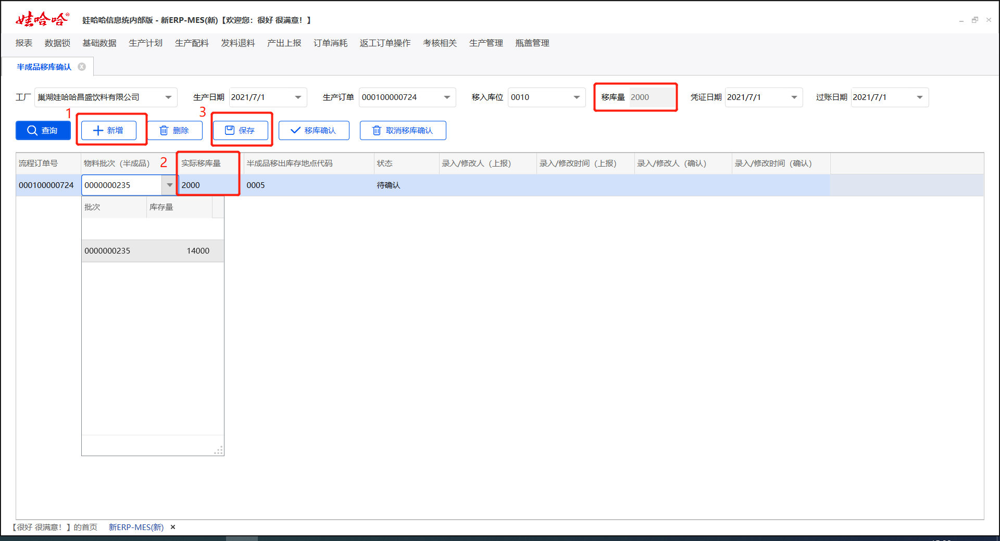 娃哈哈®
娃哈哈信息统内部版 - 新ERP-MES(新)【欢迎您：很好 很满意！】
报表 数据锁 基础数据 生产计划 生产配料 发料退料 产出上报 订单消耗 返工订单操作 考核相关 生产管理 瓶盖管理
半成品移库确认
工厂 巢湖娃哈哈昌盛饮料有限公司 生产日期 2021/7/1 生产订单 000100000724 移入库位 0010 移库量 2000 凭证日期 2021/7/1 过账日期 2021/7/1
1 3
查询 新增 删除 保存 移库确认 取消移库确认
流程订单号 物料批次（半成品） 2 实际移库量 半成品移出库存地点代码 状态 录入/修改人（上报） 录入/修改时间（上报） 录入/修改人（确认） 录入/修改时间（确认）
000100000724 0000000235 2000 0005 待确认
批次 库存量
0000000235 14000
【很好 很满意！】的首页 新ERP-MES(新)